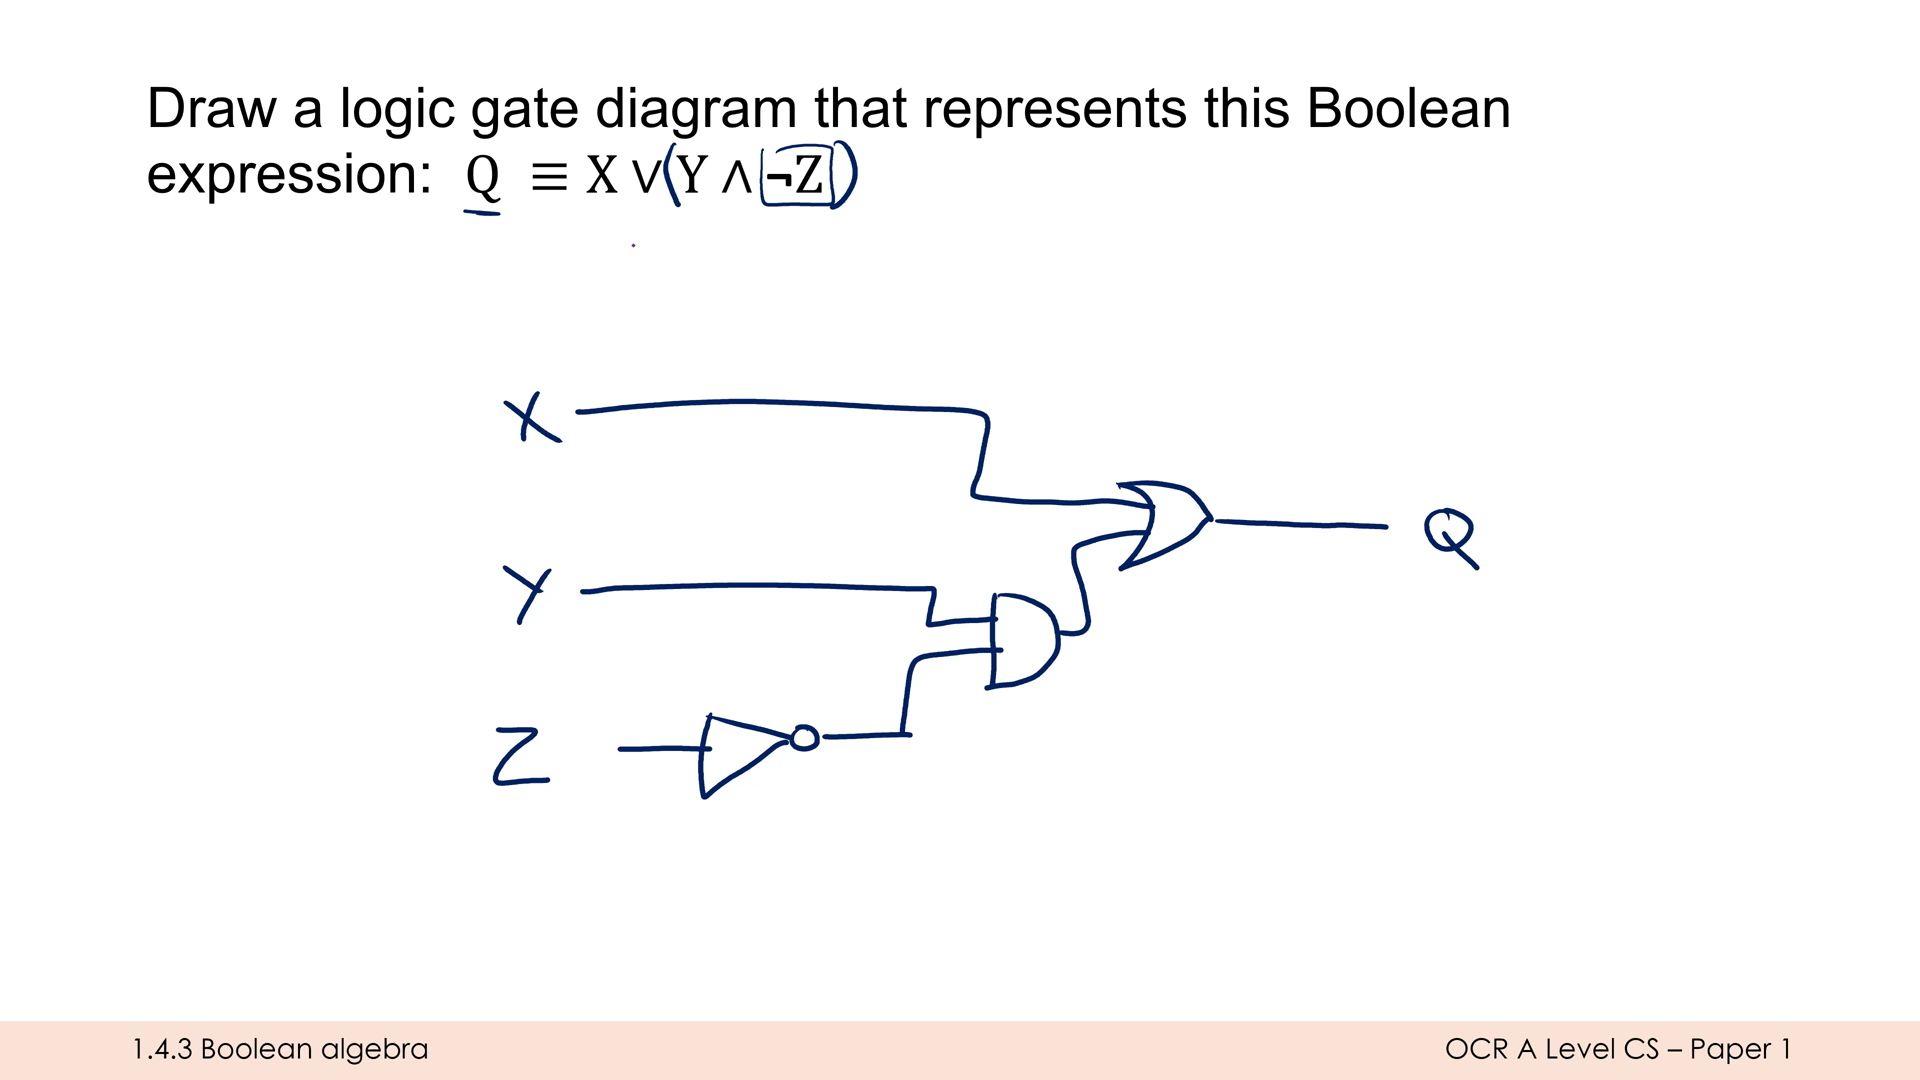 Draw a logic gate diagram that represents this Boolean
expression: Q ≡ X ∨ (Y ∧ ¬Z)
X
Y
Z
Q
1.4.3 Boolean algebra
OCR A Level CS – Paper 1